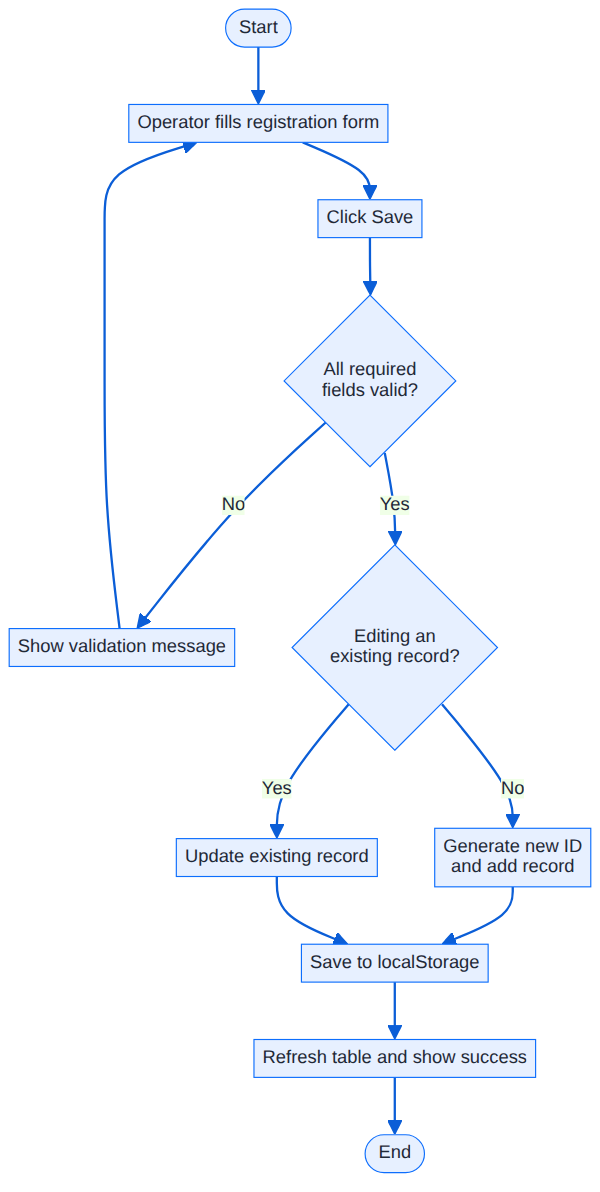 Start
Operator fills registration form
Click Save
All required
fields valid?
No
Yes
Show validation message
Editing an
existing record?
Yes
No
Update existing record
Generate new ID
and add record
Save to localStorage
Refresh table and show success
End